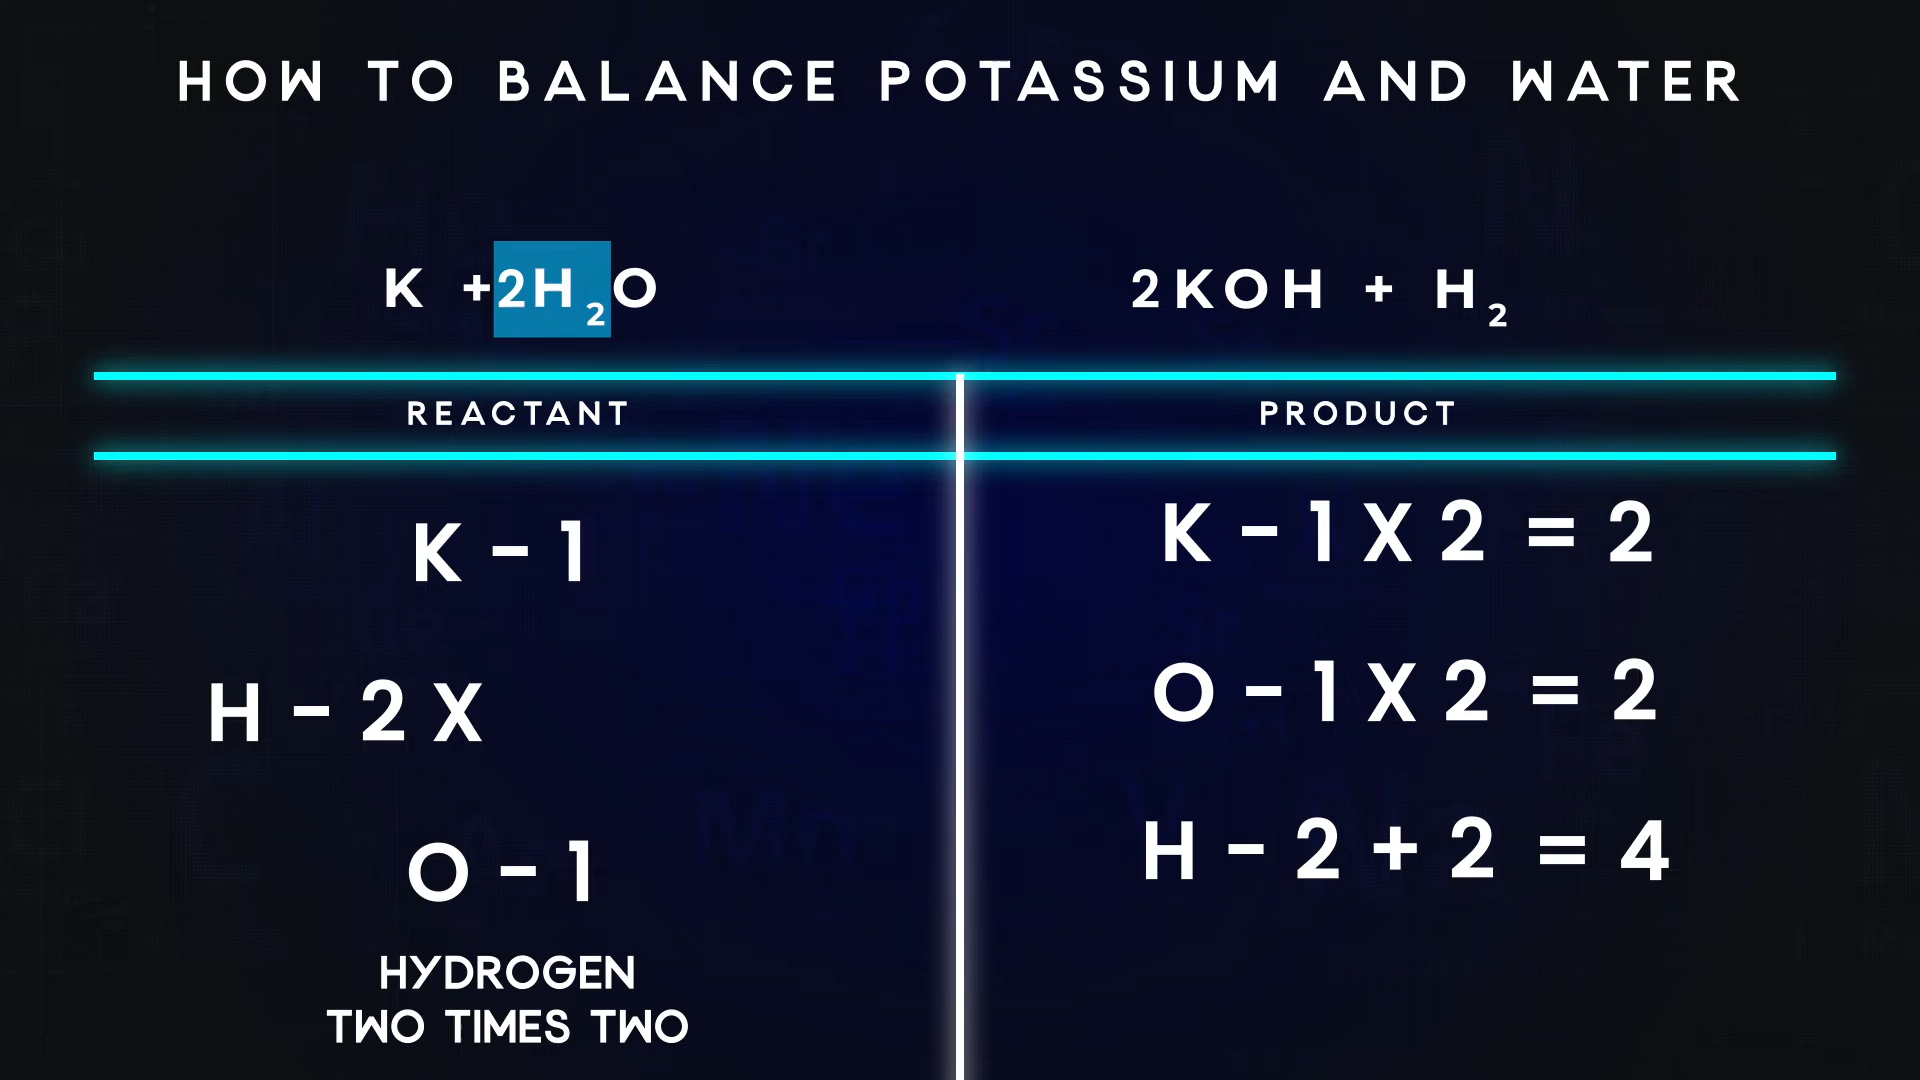 HOW TO BALANCE POTASSIUM AND WATER
K +2H₂O
2KOH + H₂
REACTANT
PRODUCT
K - 1
H - 2 X
O - 1
HYDROGEN
TWO TIMES TWO
K - 1 X 2 = 2
O - 1 X 2 = 2
H - 2 + 2 = 4